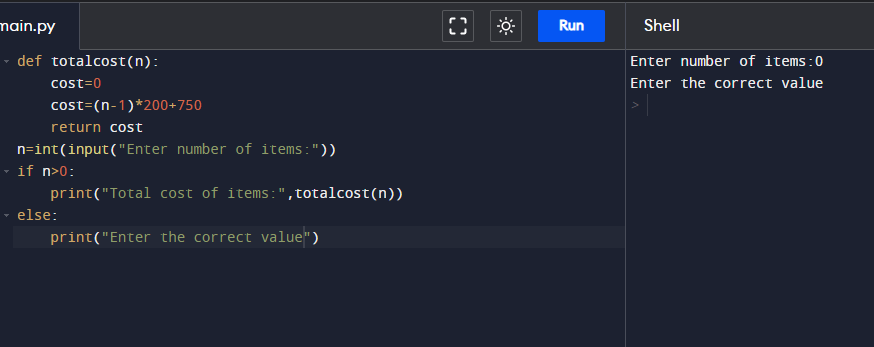 main.py
Run
Shell
def totalcost(n):
    cost=0
    cost=(n-1)*200+750
    return cost
n=int(input("Enter number of items:"))
if n>0:
    print("Total cost of items:",totalcost(n))
else:
    print("Enter the correct value")
Enter number of items:0
Enter the correct value
>